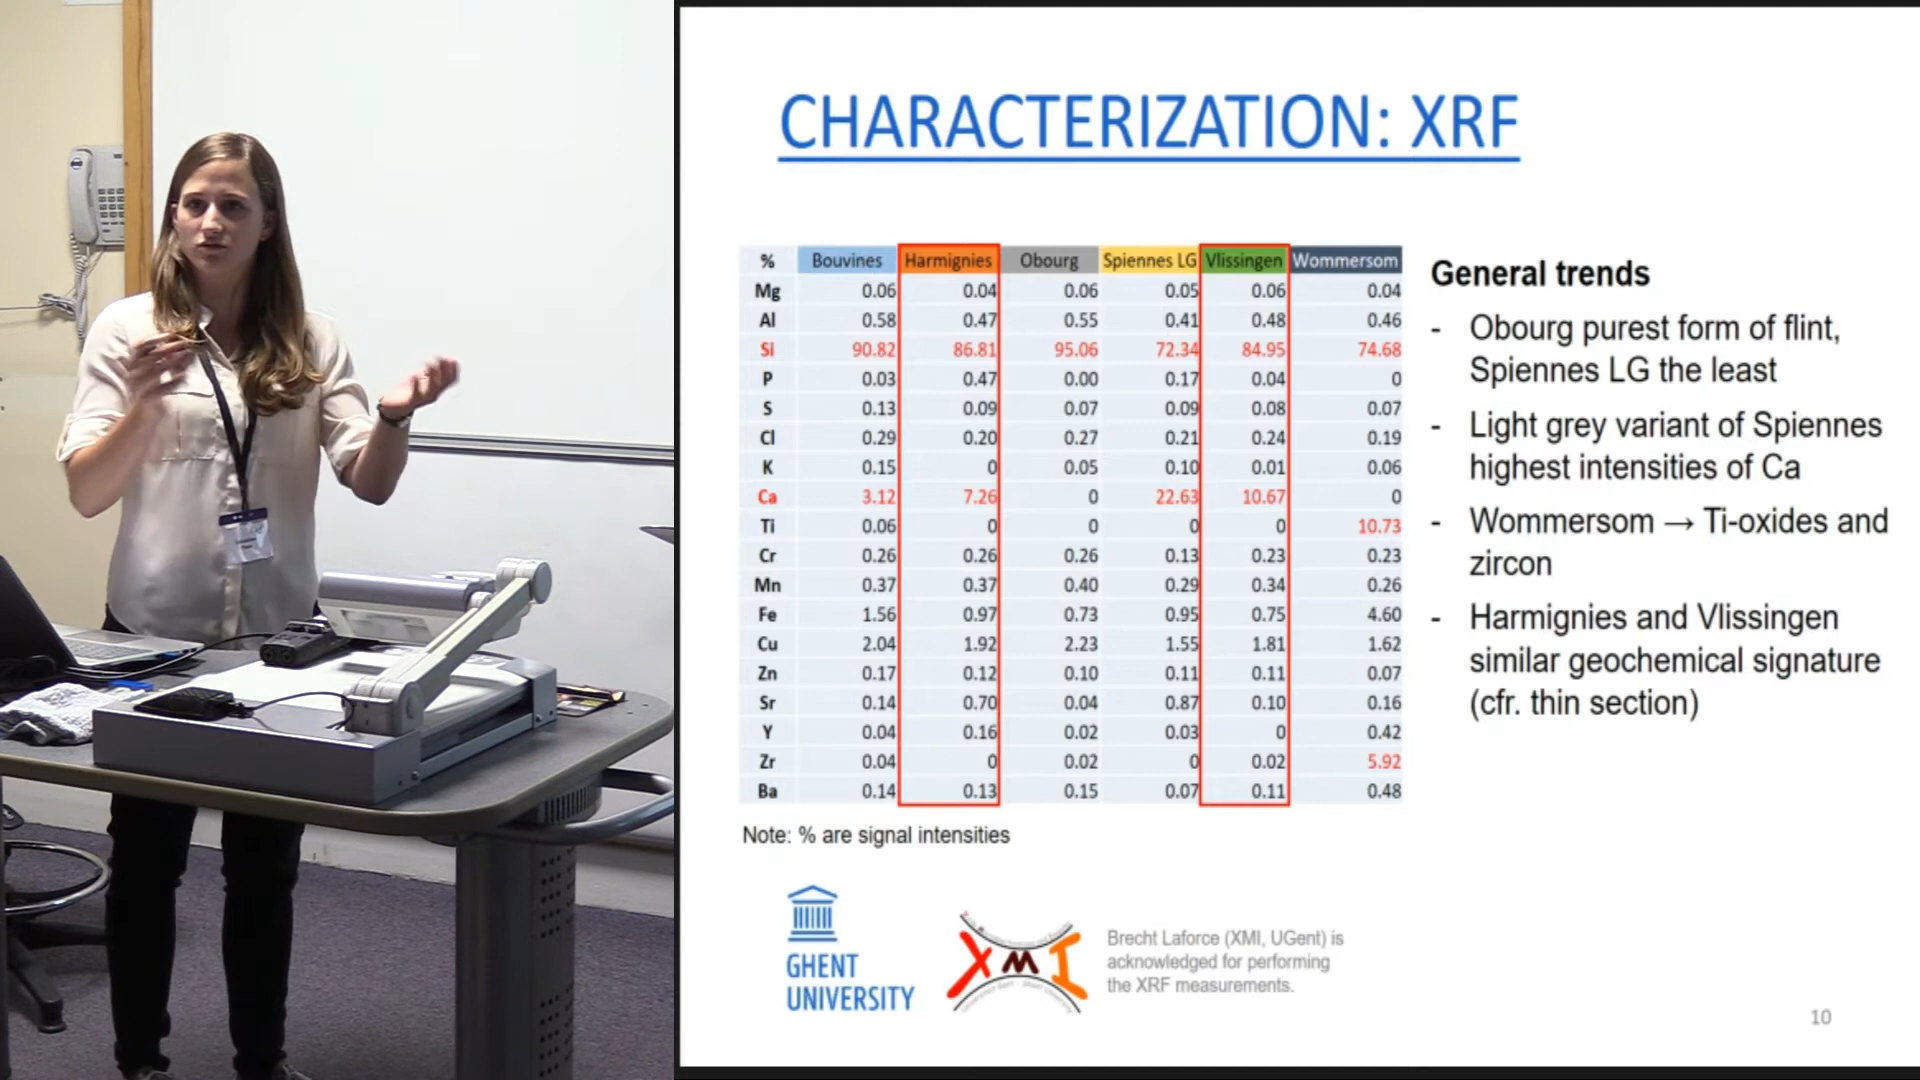 CHARACTERIZATION: XRF
% Bouvines Harmignies Obourg Spiennes LG Vlissingen Wommersom
Mg 0.06 0.04 0.06 0.05 0.06 0.04
Al 0.58 0.47 0.55 0.41 0.48 0.46
Si 90.82 86.81 95.06 72.34 84.95 74.68
P 0.03 0.47 0.00 0.17 0.04 0
S 0.13 0.09 0.07 0.09 0.08 0.07
Cl 0.29 0.20 0.27 0.21 0.24 0.19
K 0.15 0 0.05 0.10 0.01 0.06
Ca 3.12 7.26 0 22.63 10.67 0
Ti 0.06 0 0 0 0 10.73
Cr 0.26 0.26 0.26 0.13 0.23 0.23
Mn 0.37 0.37 0.40 0.29 0.34 0.26
Fe 1.56 0.97 0.73 0.95 0.75 4.60
Cu 2.04 1.92 2.23 1.55 1.81 1.62
Zn 0.17 0.12 0.10 0.11 0.11 0.07
Sr 0.14 0.70 0.04 0.87 0.10 0.16
Y 0.04 0.16 0.02 0.03 0 0.42
Zr 0.04 0 0.02 0 0.02 5.92
Ba 0.14 0.13 0.15 0.07 0.11 0.48
Note: % are signal intensities
General trends
- Obourg purest form of flint,
Spiennes LG the least
- Light grey variant of Spiennes
highest intensities of Ca
- Wommersom → Ti-oxides and
zircon
- Harmignies and Vlissingen
similar geochemical signature
(cfr. thin section)
GHENT
UNIVERSITY
XMI
Brecht Laforce (XMI, UGent) is
acknowledged for performing
the XRF measurements.
10